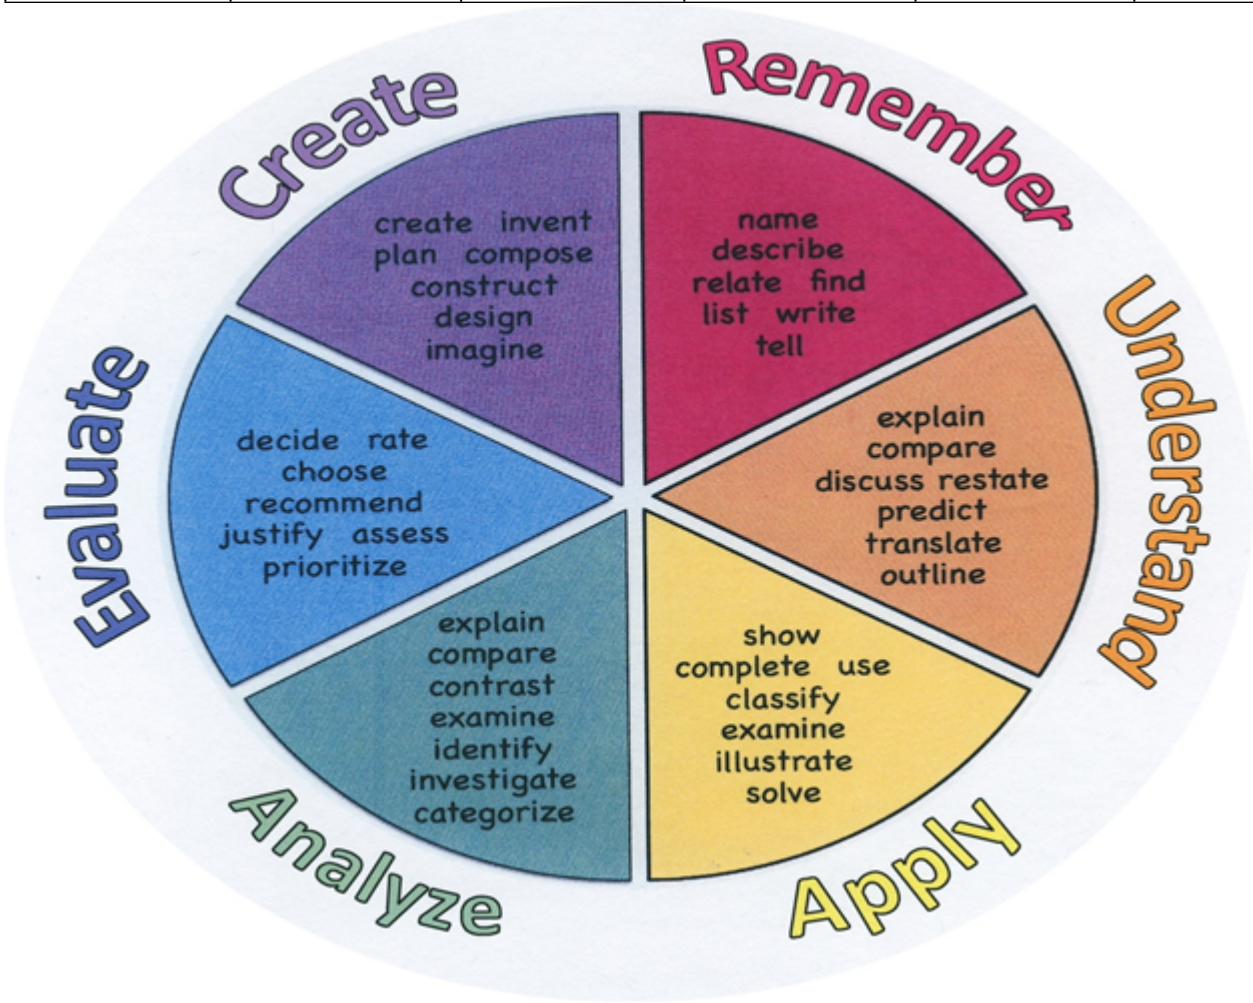 Remember
name
describe
relate find
list write
tell
Understand
explain
compare
discuss restate
predict
translate
outline
Apply
show
complete use
classify
examine
illustrate
solve
Analyze
explain
compare
contrast
examine
identify
investigate
categorize
Evaluate
decide rate
choose
recommend
justify assess
prioritize
Create
create invent
plan compose
construct
design
imagine